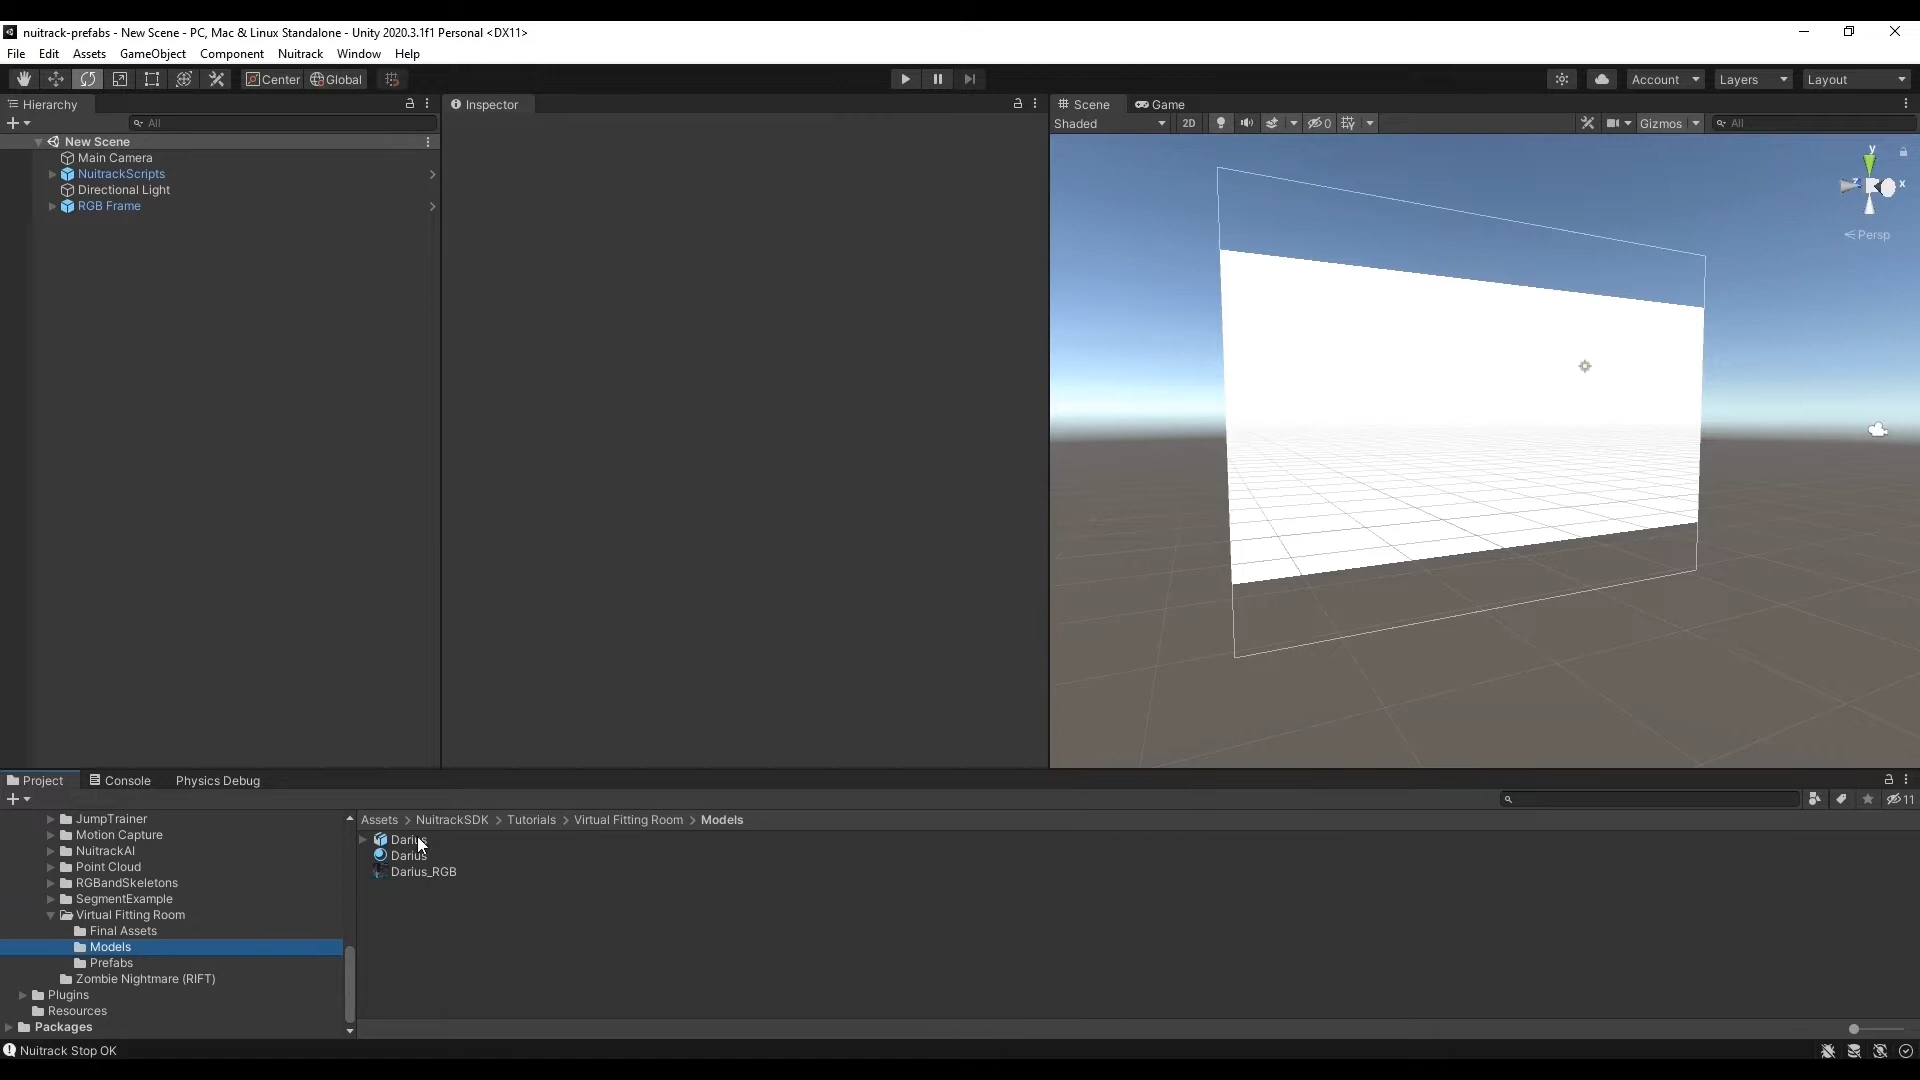 nuitrack-prefabs - New Scene - PC, Mac & Linux Standalone - Unity 2020.3.1f1 Personal <DX11>
File Edit Assets GameObject Component Nuitrack Window Help
Center Global Account Layers Layout
Hierarchy Inspector Scene Game
All Shaded 2D 0 Gizmos All
New Scene
Main Camera
NuitrackScripts
Directional Light
RGB Frame
y
z x
Persp
Project Console Physics Debug
11
JumpTrainer
Motion Capture
NuitrackAI
Point Cloud
RGBandSkeletons
SegmentExample
Virtual Fitting Room
Final Assets
Models
Prefabs
Zombie Nightmare (RIFT)
Plugins
Resources
Packages
Assets > NuitrackSDK > Tutorials > Virtual Fitting Room > Models
Darius
Darius
Darius_RGB
Nuitrack Stop OK